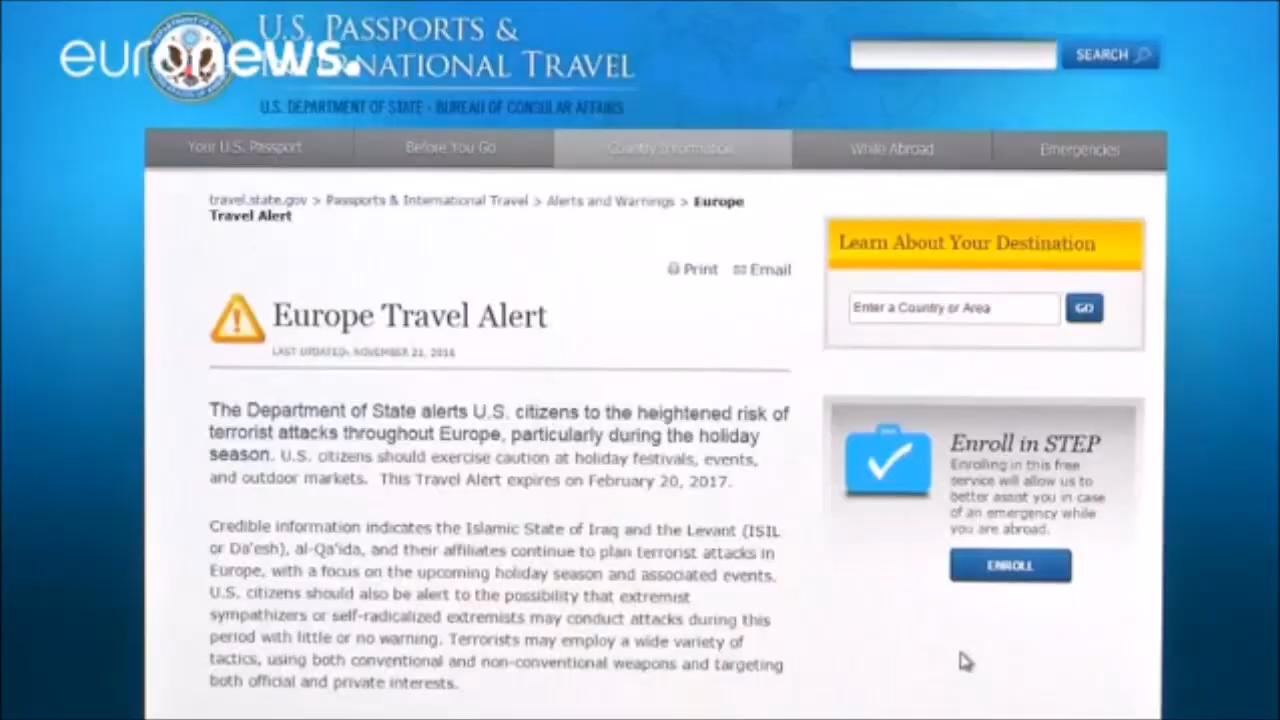 U.S. PASSPORTS &
euronews.
INTERNATIONAL TRAVEL
SEARCH
U.S. DEPARTMENT OF STATE - BUREAU OF CONSULAR AFFAIRS
Your U.S. Passport
Before You Go
Country Information
While Abroad
Emergencies
travel.state.gov > Passports & International Travel > Alerts and Warnings > Europe
Travel Alert
Print Email
Europe Travel Alert
LAST UPDATED: NOVEMBER 21, 2016
The Department of State alerts U.S. citizens to the heightened risk of
terrorist attacks throughout Europe, particularly during the holiday
season. U.S. citizens should exercise caution at holiday festivals, events,
and outdoor markets. This Travel Alert expires on February 20, 2017.
Credible information indicates the Islamic State of Iraq and the Levant (ISIL
or Da'esh), al-Qa'ida, and their affiliates continue to plan terrorist attacks in
Europe, with a focus on the upcoming holiday season and associated events.
U.S. citizens should also be alert to the possibility that extremist
sympathizers or self-radicalized extremists may conduct attacks during this
period with little or no warning. Terrorists may employ a wide variety of
tactics, using both conventional and non-conventional weapons and targeting
both official and private interests.
Learn About Your Destination
Enter a Country or Area
GO
Enroll in STEP
Enrolling in this free
service will allow us to
better assist you in case
of an emergency while
you are abroad.
ENROLL